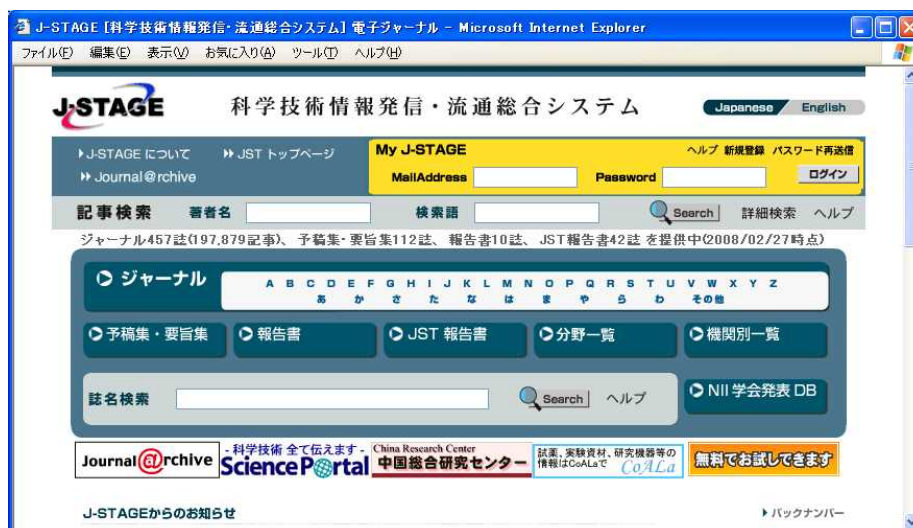 J-STAGE [科学技術情報発信・流通総合システム] 電子ジャーナル - Microsoft Internet Explorer
ファイル(F) 編集(E) 表示(V) お気に入り(A) ツール(T) ヘルプ(H)
J-STAGE 科学技術情報発信・流通総合システム Japanese English
J-STAGE について JST トップページ My J-STAGE ヘルプ 新規登録 パスワード再送信
Journal@rchive MailAddress Password ログイン
記事検索 著者名 検索語 Search 詳細検索 ヘルプ
ジャーナル457誌(197,879記事)、予稿集・要旨集112誌、報告書10誌、JST報告書42誌 を提供中(2008/02/27時点)
ジャーナル A B C D E F G H I J K L M N O P Q R S T U V W X Y Z
あ か さ た な は ま や ら わ その他
予稿集・要旨集 報告書 JST 報告書 分野一覧 機関別一覧
誌名検索 Search ヘルプ NII 学会発表 DB
Journal@rchive - 科学技術 全て伝えます - Science Portal China Research Center 中国総合研究センター 試薬、実験資材、研究機器等の情報はCoALaで CoALa 無料でお試しできます
J-STAGEからのお知らせ バックナンバー